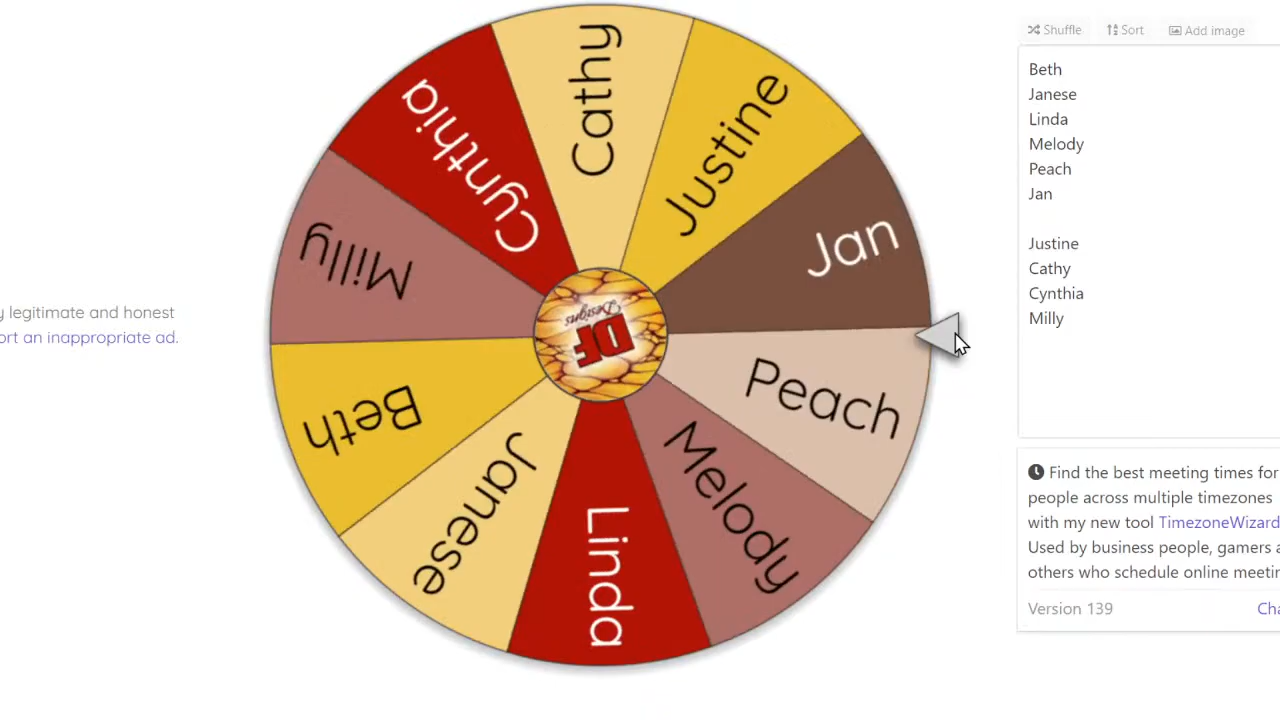 Cathy
Justine
Jan
Peach
Melody
Linda
Janese
Beth
Milly
Cynthia
DF
Designs
y legitimate and honest
ort an inappropriate ad.
Shuffle Sort Add image
Beth
Janese
Linda
Melody
Peach
Jan
Justine
Cathy
Cynthia
Milly
Find the best meeting times for
people across multiple timezones
with my new tool TimezoneWizard
Used by business people, gamers a
others who schedule online meetin
Version 139 Cha